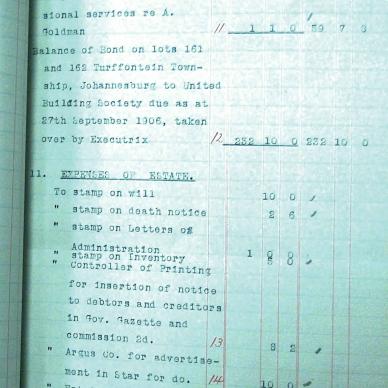 sional services re A.
Goldman 11 1 1 0 59 7 8
Balance of Bond on lots 161
and 162 Turffontein Town-
ship, Johannesburg to United
Building Society due as at
27th September 1906, taken
over by Executrix 12 232 10 0 232 10 0
11. EXPENSES OF ESTATE.
To stamp on will 10 0
" stamp on death notice 2 6
" stamp on Letters of
Administration 1 0 0
" stamp on Inventory 5 0
" Controller of Printing
for insertion of notice
to debtors and creditors
in Gov. Gazette and
commission 2d. 13 8 2
" Argus Co. for advertise-
ment in Star for do. 14 10 0